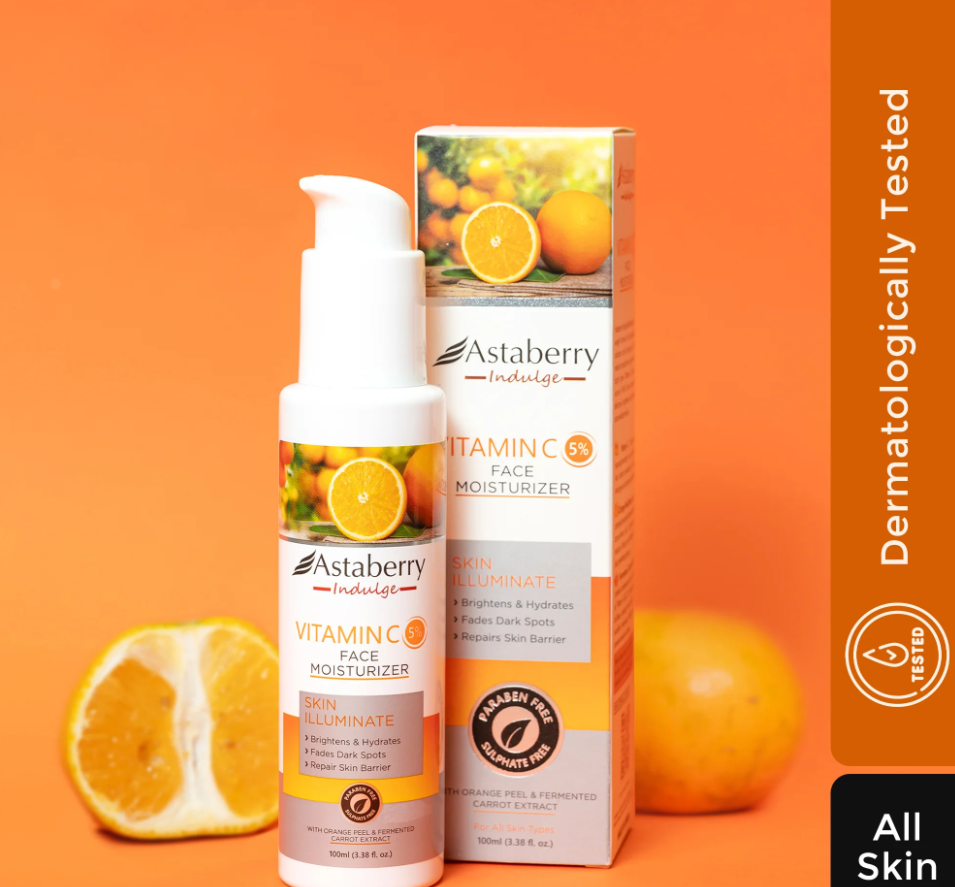 Astaberry
Indulge
VITAMIN C 5%
FACE
MOISTURIZER
SKIN
ILLUMINATE
› Brightens & Hydrates
› Fades Dark Spots
› Repair Skin Barrier
PARABEN FREE
SULPHATE FREE
WITH ORANGE PEEL & FERMENTED
CARROT EXTRACT
100ml (3.38 fl. oz.)
Astaberry
Indulge
ITAMIN C 5%
FACE
MOISTURIZER
SKIN
ILLUMINATE
› Brightens & Hydrates
› Fades Dark Spots
› Repairs Skin Barrier
PARABEN FREE
SULPHATE FREE
TH ORANGE PEEL & FERMENTED
CARROT EXTRACT
For All Skin Types
100ml (3.38 fl. oz.)
Dermatologically Tested
TESTED
All
Skin